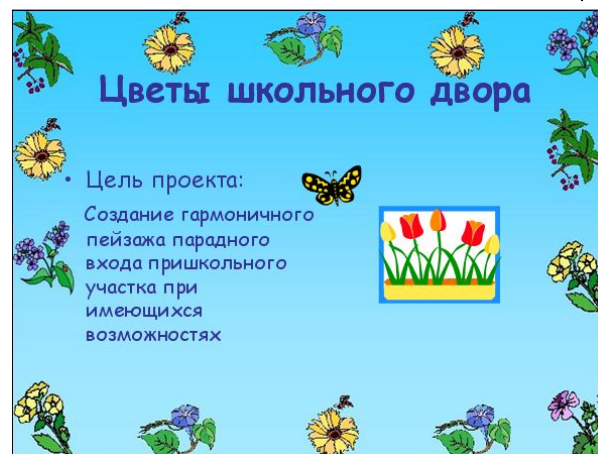 Цветы школьного двора
• Цель проекта:
Создание гармоничного
пейзажа парадного
входа пришкольного
участка при
имеющихся
возможностях